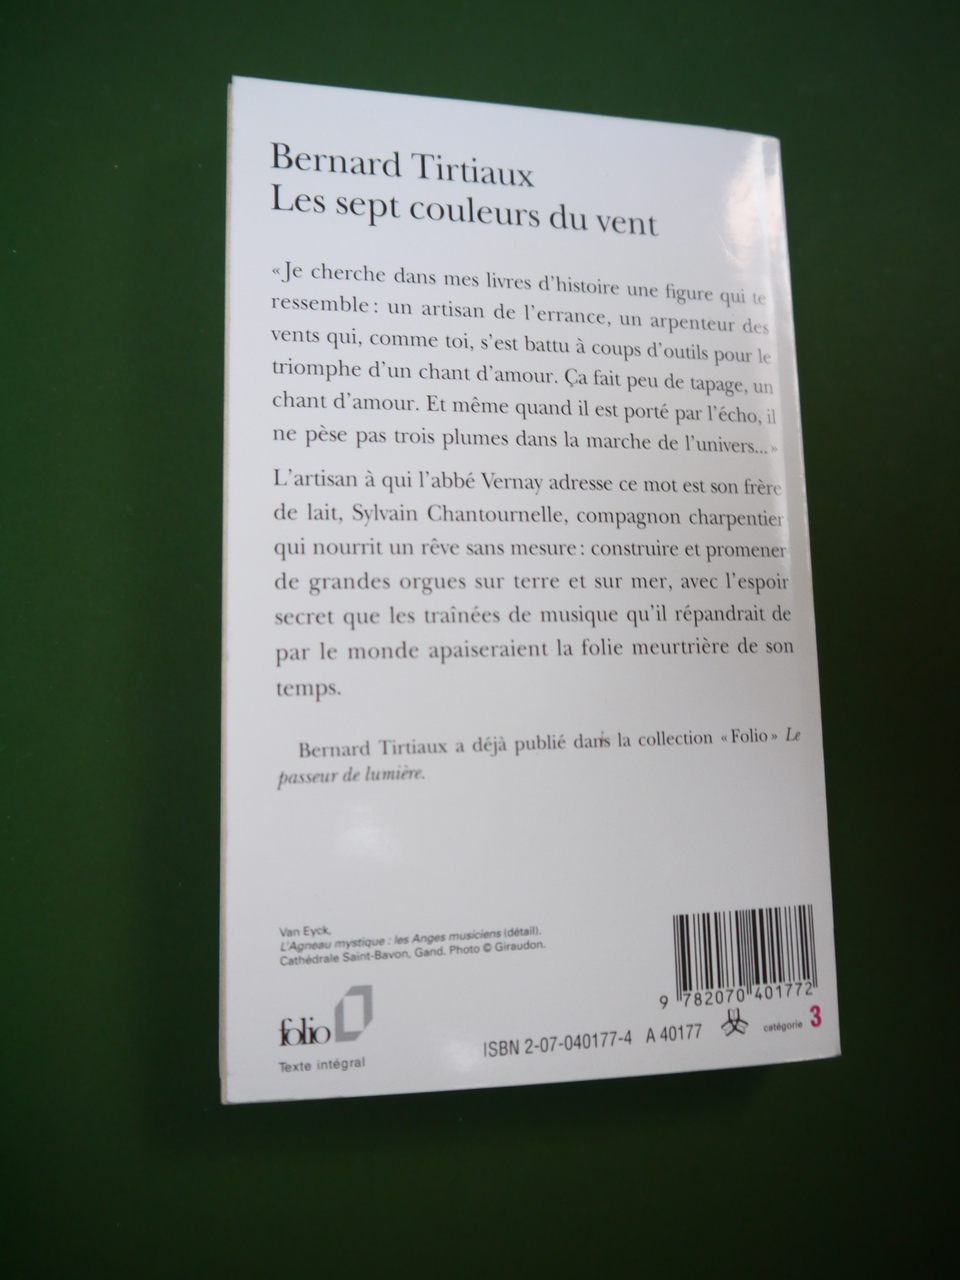 Bernard Tirtiaux
Les sept couleurs du vent
«Je cherche dans mes livres d'histoire une figure qui te
ressemble : un artisan de l'errance, un arpenteur des
vents qui, comme toi, s'est battu à coups d'outils pour le
triomphe d'un chant d'amour. Ça fait peu de tapage, un
chant d'amour. Et même quand il est porté par l'écho, il
ne pèse pas trois plumes dans la marche de l'univers...»
L'artisan à qui l'abbé Vernay adresse ce mot est son frère
de lait, Sylvain Chantournelle, compagnon charpentier
qui nourrit un rêve sans mesure : construire et promener
de grandes orgues sur terre et sur mer, avec l'espoir
secret que les traînées de musique qu'il répandrait de
par le monde apaiseraient la folie meurtrière de son
temps.
Bernard Tirtiaux a déjà publié dans la collection «Folio» Le
passeur de lumière.
Van Eyck,
L'Agneau mystique : les Anges musiciens (détail).
Cathédrale Saint-Bavon, Gand. Photo © Giraudon.
9 782070 401772
folio
Texte intégral
ISBN 2-07-040177-4 A 40177 catégorie 3